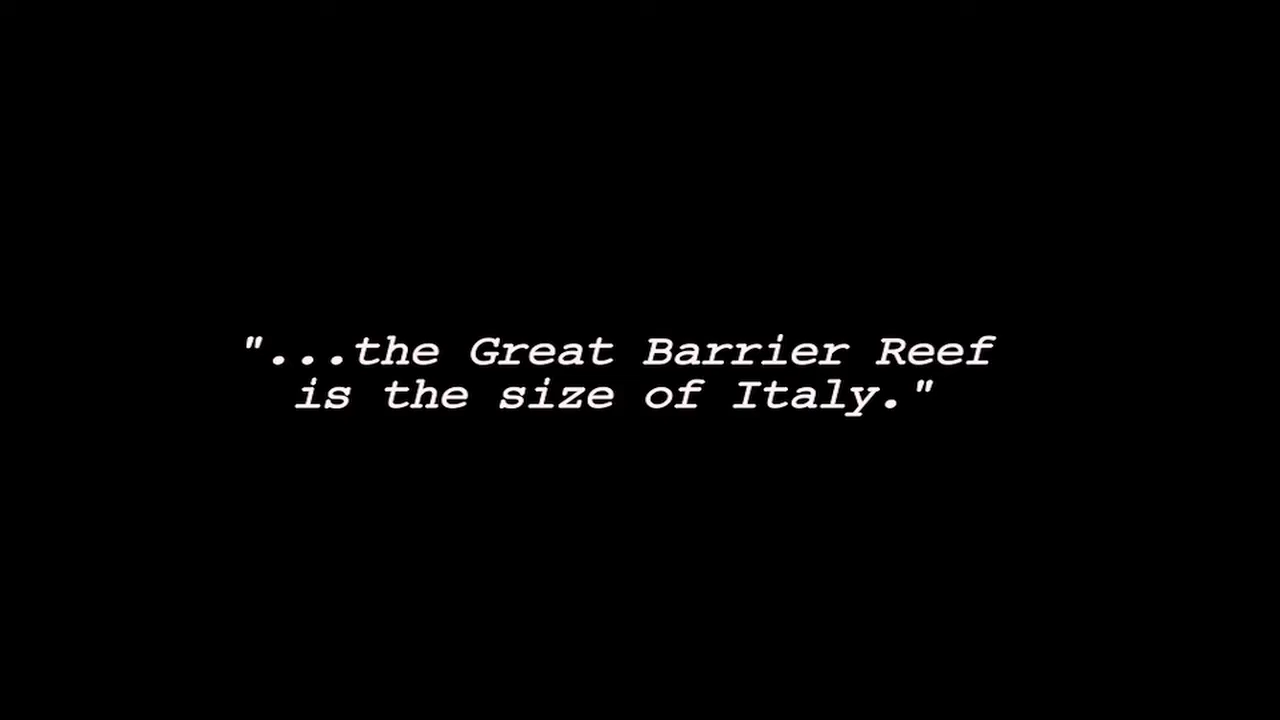 "...the Great Barrier Reef
is the size of Italy."